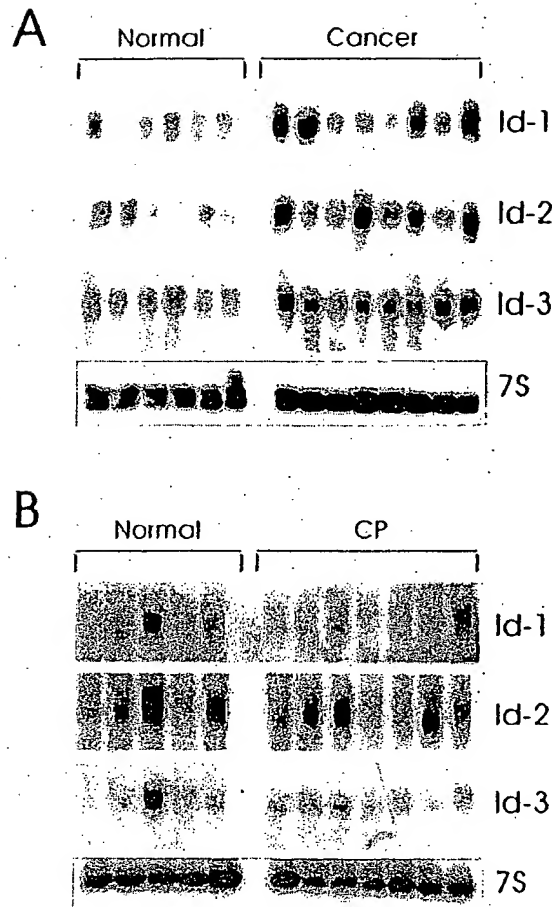 A
Normal Cancer
Id-1
Id-2
Id-3
7S
B
Normal CP
Id-1
Id-2
Id-3
7S